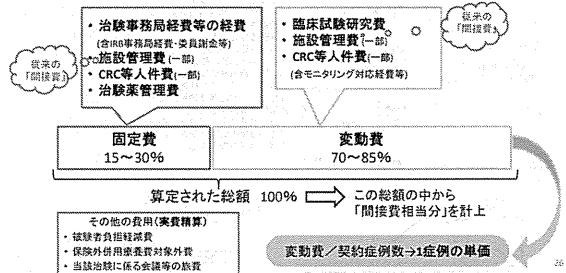 ・治験事務局経費等の経費
(含IRB事務局経費・委員謝金等)
・施設管理費(一部)
・CRC等人件費(一部)
・治験薬管理費
従来の
「間接費」
・臨床試験研究費
・施設管理費(一部)
・CRC等人件費(一部)
(含モニタリング対応経費等)
従来の
「間接費」
固定費
15～30%
変動費
70～85%
算定された総額 100%
この総額の中から
「間接費相当分」を計上
その他の費用(実費精算)
・被験者負担軽減費
・保険外併用療養費対象外費
・当該治験に係る会議等の旅費
変動費/契約症例数→1症例の単価
26